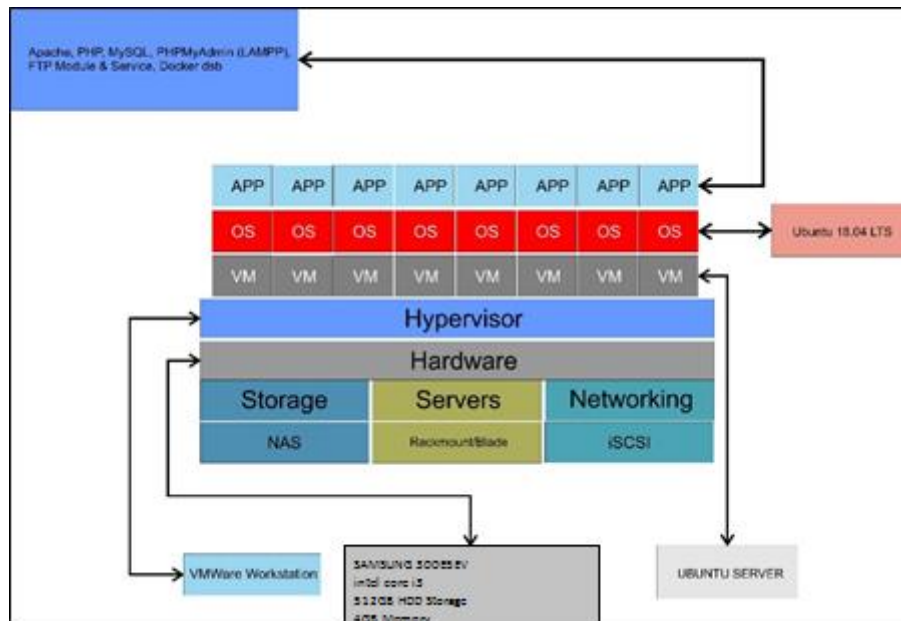 Apache, PHP, MySQL, PHPMyAdmin (LAMPP),
FTP Module & Service, Docker dsb
APP APP APP APP APP APP APP APP
OS OS OS OS OS OS OS OS
Ubuntu 18.04 LTS
VM VM VM VM VM VM VM VM
Hypervisor
Hardware
Storage Servers Networking
NAS Rackmount/Blade iSCSI
VMWare Workstation
SAMSUNG
intel core i3
512GB HDD Storage
4GB Memory
UBUNTU SERVER